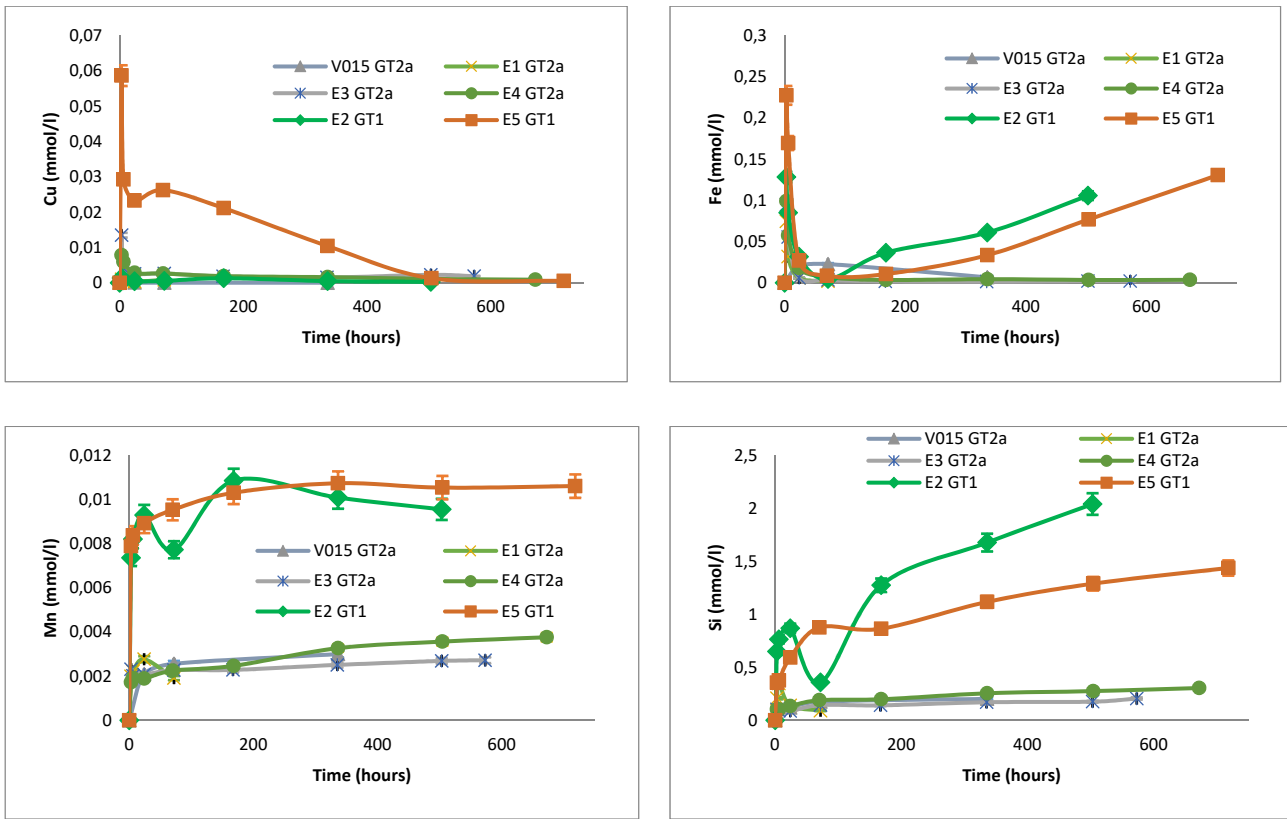 0,07
0,06
0,05
0,04
0,03
0,02
0,01
0
Cu (mmol/l)
V015 GT2a E1 GT2a
E3 GT2a E4 GT2a
E2 GT1 E5 GT1
0 200 400 600
Time (hours)
0,3
0,25
0,2
0,15
0,1
0,05
0
Fe (mmol/l)
V015 GT2a E1 GT2a
E3 GT2a E4 GT2a
E2 GT1 E5 GT1
0 200 400 600
Time (hours)
0,012
0,01
0,008
0,006
0,004
0,002
0
Mn (mmol/l)
V015 GT2a E1 GT2a
E3 GT2a E4 GT2a
E2 GT1 E5 GT1
0 200 400 600
Time (hours)
2,5
2
1,5
1
0,5
0
Si (mmol/l)
V015 GT2a E1 GT2a
E3 GT2a E4 GT2a
E2 GT1 E5 GT1
0 200 400 600
Time (hours)